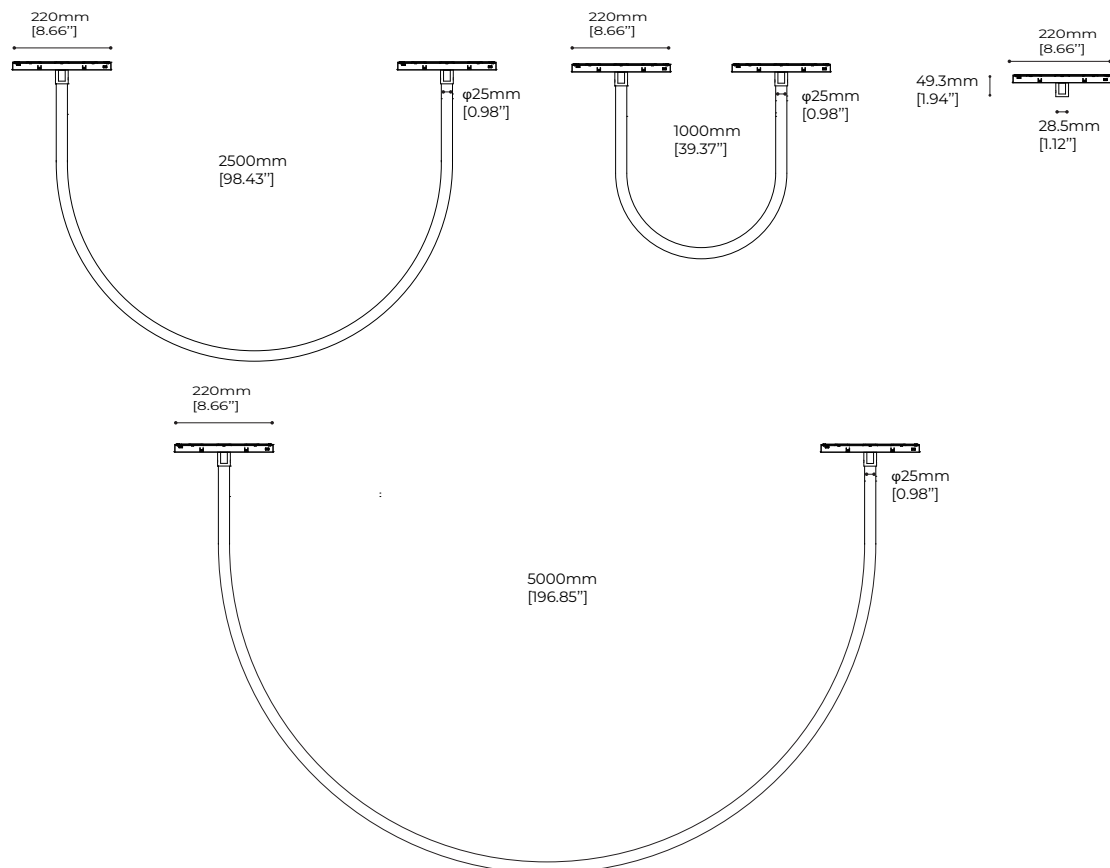 220mm
[8.66”]
φ25mm
[0.98”]
2500mm
[98.43”]
220mm
[8.66”]
φ25mm
[0.98”]
1000mm
[39.37”]
220mm
[8.66”]
49.3mm
[1.94”]
28.5mm
[1.12”]
220mm
[8.66”]
φ25mm
[0.98”]
5000mm
[196.85”]